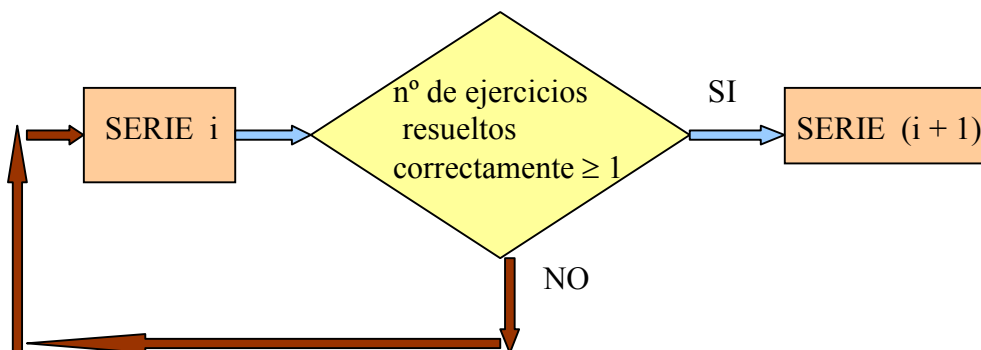 SERIE i
nº de ejercicios
resueltos
correctamente ≥ 1
SI
SERIE (i + 1)
NO